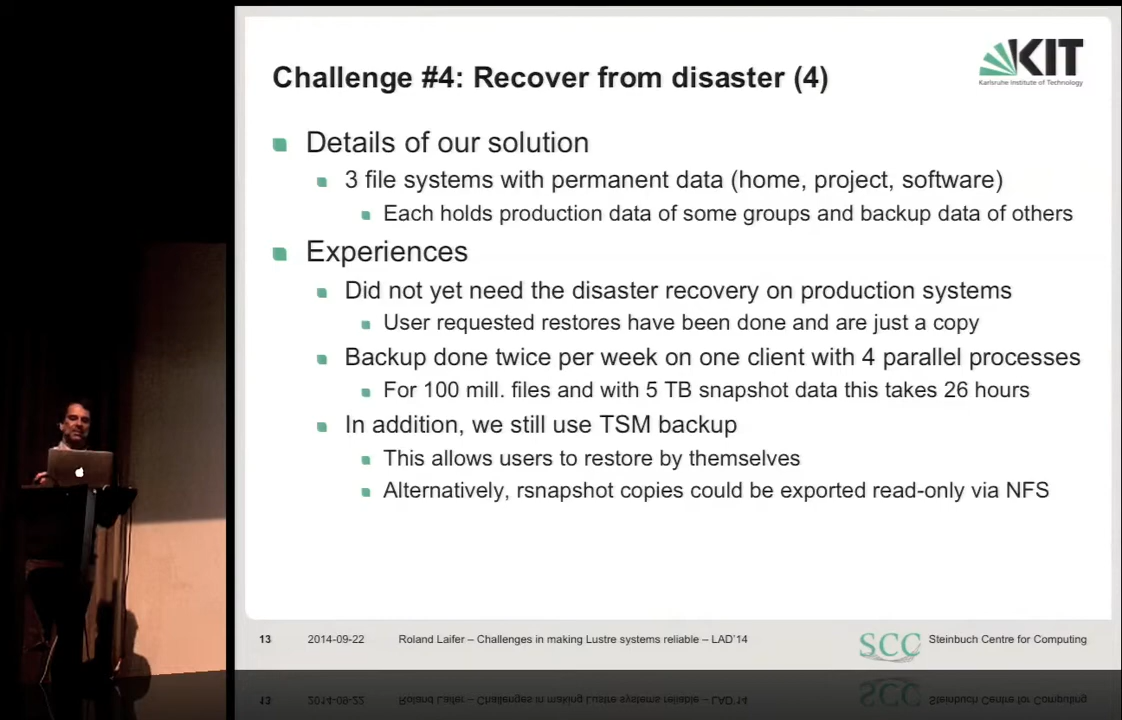 Challenge #4: Recover from disaster (4)
KIT
Karlsruhe Institute of Technology
Details of our solution
3 file systems with permanent data (home, project, software)
Each holds production data of some groups and backup data of others
Experiences
Did not yet need the disaster recovery on production systems
User requested restores have been done and are just a copy
Backup done twice per week on one client with 4 parallel processes
For 100 mill. files and with 5 TB snapshot data this takes 26 hours
In addition, we still use TSM backup
This allows users to restore by themselves
Alternatively, rsnapshot copies could be exported read-only via NFS
13 2014-09-22 Roland Laifer – Challenges in making Lustre systems reliable – LAD'14 SCC Steinbuch Centre for Computing